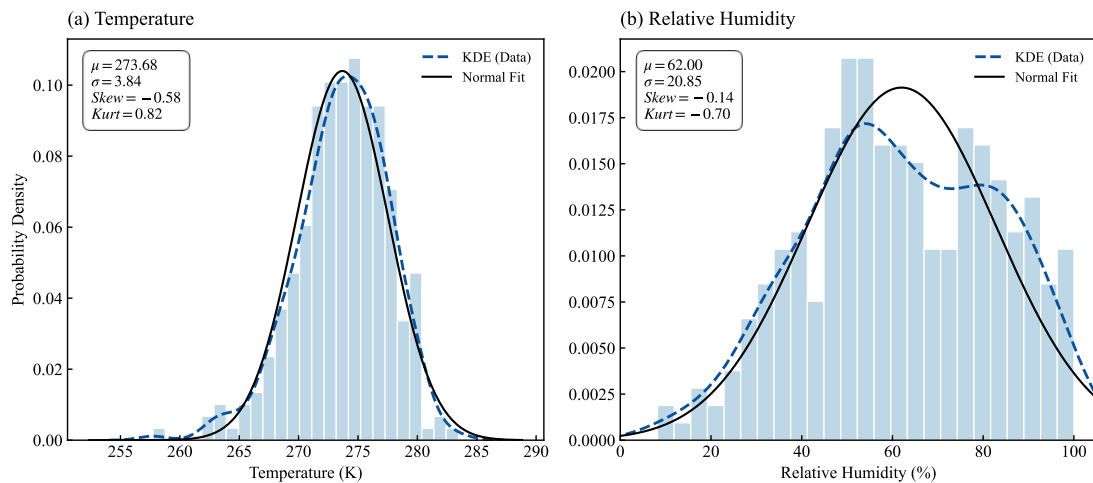 (a) Temperature
μ = 273.68
σ = 3.84
Skew = −0.58
Kurt = 0.82
KDE (Data)
Normal Fit
Probability Density
0.10
0.08
0.06
0.04
0.02
0.00
255
260
265
270
275
280
285
290
Temperature (K)
(b) Relative Humidity
μ = 62.00
σ = 20.85
Skew = −0.14
Kurt = −0.70
KDE (Data)
Normal Fit
0.0200
0.0175
0.0150
0.0125
0.0100
0.0075
0.0050
0.0025
0.0000
0
20
40
60
80
100
Relative Humidity (%)